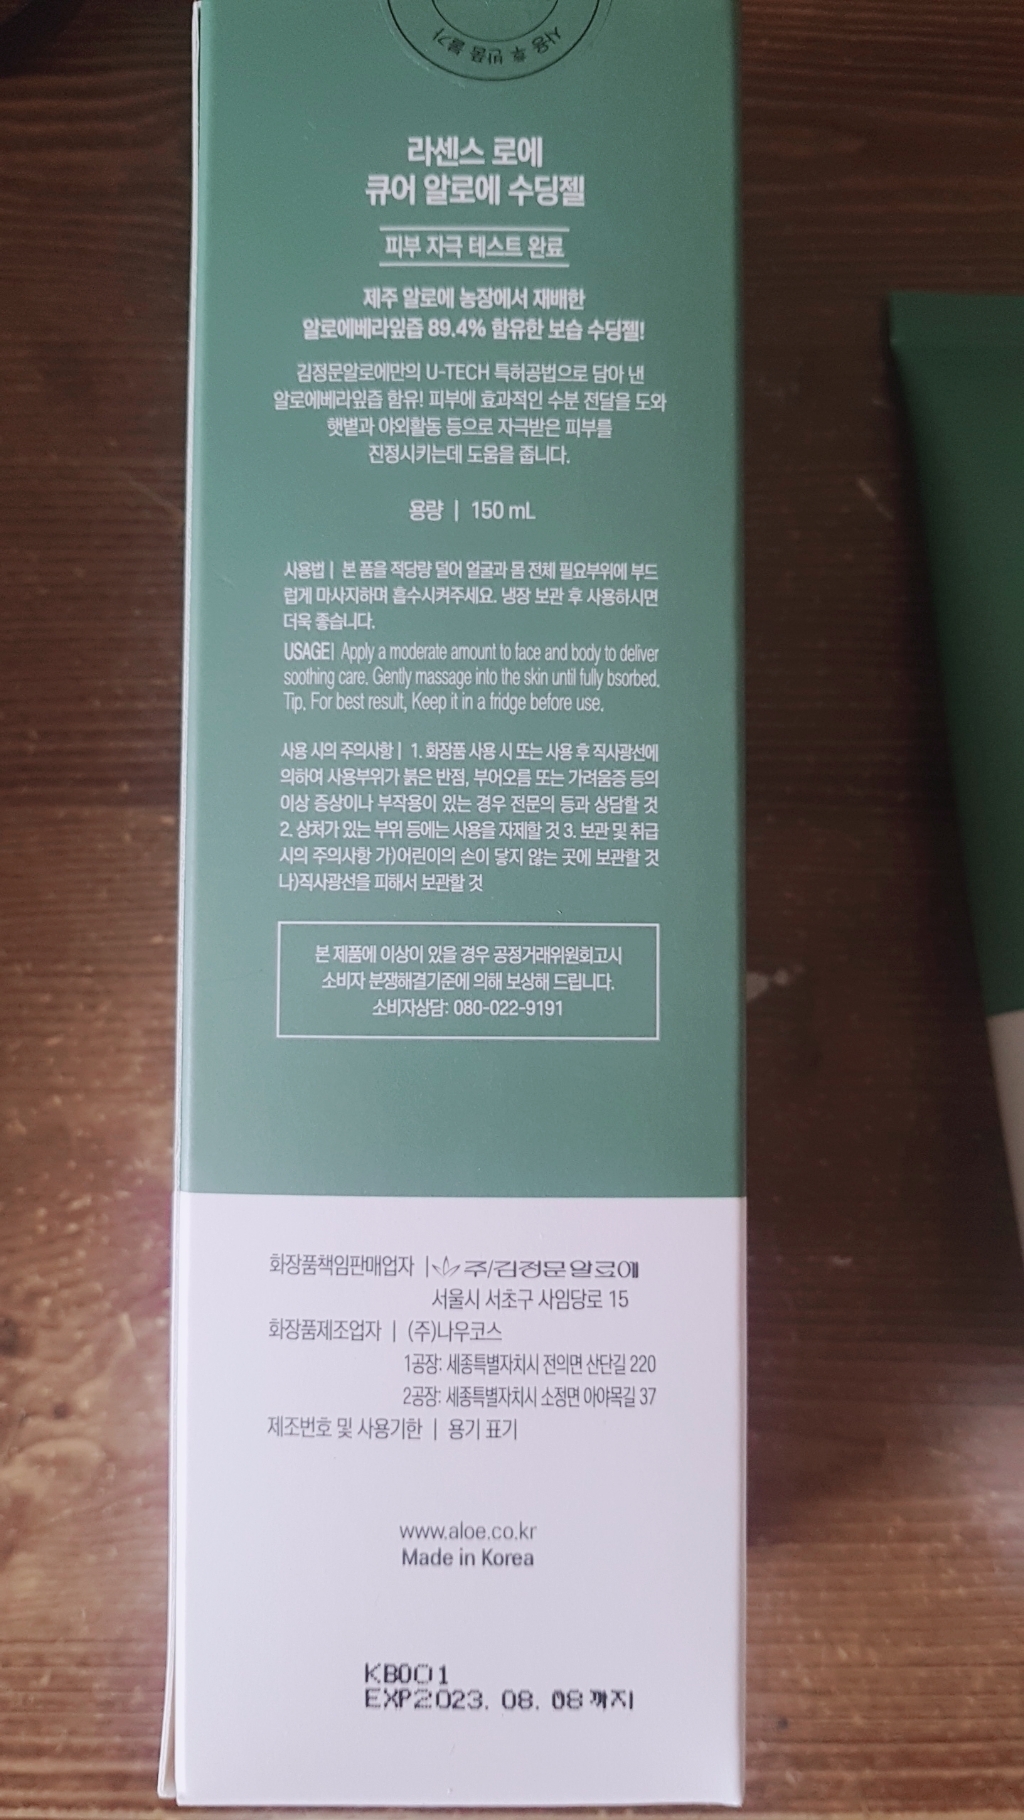 사용 후 반품 불가
라센스 로에
큐어 알로에 수딩젤
피부 자극 테스트 완료
제주 알로에 농장에서 재배한
알로에베라잎즙 89.4% 함유한 보습 수딩젤!
김정문알로에만의 U-TECH 특허공법으로 담아 낸
알로에베라잎즙 함유! 피부에 효과적인 수분 전달을 도와
햇볕과 야외활동 등으로 자극받은 피부를
진정시키는데 도움을 줍니다.
용량 | 150 mL
사용법 | 본 품을 적당량 덜어 얼굴과 몸 전체 필요부위에 부드
럽게 마사지하며 흡수시켜주세요. 냉장 보관 후 사용하시면
더욱 좋습니다.
USAGE| Apply a moderate amount to face and body to deliver
soothing care. Gently massage into the skin until fully bsorbed.
Tip. For best result, Keep it in a fridge before use.
사용 시의 주의사항 | 1. 화장품 사용 시 또는 사용 후 직사광선에
의하여 사용부위가 붉은 반점, 부어오름 또는 가려움증 등의
이상 증상이나 부작용이 있는 경우 전문의 등과 상담할 것
2. 상처가 있는 부위 등에는 사용을 자제할 것 3. 보관 및 취급
시의 주의사항 가)어린이의 손이 닿지 않는 곳에 보관할 것
나)직사광선을 피해서 보관할 것
본 제품에 이상이 있을 경우 공정거래위원회고시
소비자 분쟁해결기준에 의해 보상해 드립니다.
소비자상담: 080-022-9191
화장품책임판매업자 | 주/김정문알로에
서울시 서초구 사임당로 15
화장품제조업자 | (주)나우코스
1공장: 세종특별자치시 전의면 산단길 220
2공장: 세종특별자치시 소정면 아야목길 37
제조번호 및 사용기한 | 용기 표기
www.aloe.co.kr
Made in Korea
KB001
EXP2023. 08. 08까지